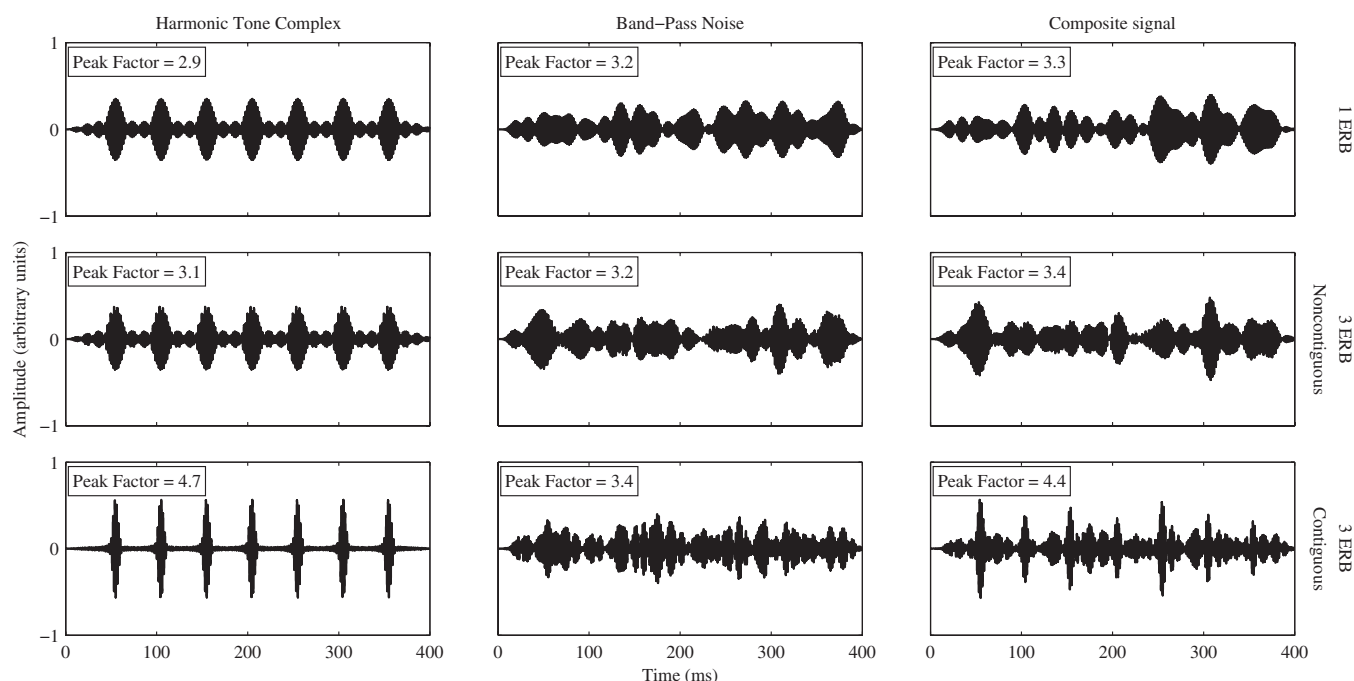 Harmonic Tone Complex
Band−Pass Noise
Composite signal
1
Peak Factor = 2.9
Peak Factor = 3.2
Peak Factor = 3.3
1 ERB
0
−1
1
Peak Factor = 3.1
Peak Factor = 3.2
Peak Factor = 3.4
3 ERB
Noncontiguous
0
−1
Amplitude (arbitrary units)
1
Peak Factor = 4.7
Peak Factor = 3.4
Peak Factor = 4.4
3 ERB
Contiguous
0
−1
0 100 200 300 400
0 100 200 300 400
0 100 200 300 400
Time (ms)